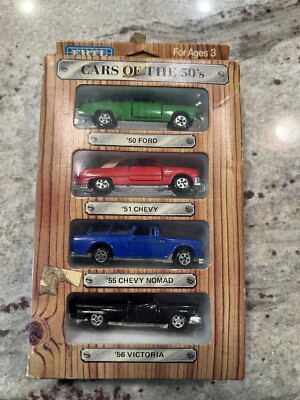 ERTL
For Ages 3
CARS OF THE 50's
'50 FORD
'51 CHEVY
'55 CHEVY NOMAD
'56 VICTORIA